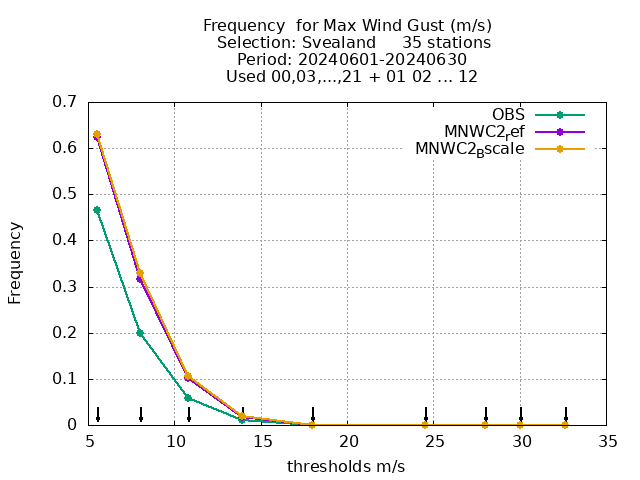 Frequency  for Max Wind Gust (m/s)
Selection: Svealand     35 stations
Period: 20240601-20240630
Used 00,03,...,21 + 01 02 ... 12
OBS
MNWC2ref
MNWC2Bscale
0.7
0.6
0.5
0.4
0.3
0.2
0.1
0
Frequency
5 10 15 20 25 30 35
thresholds m/s